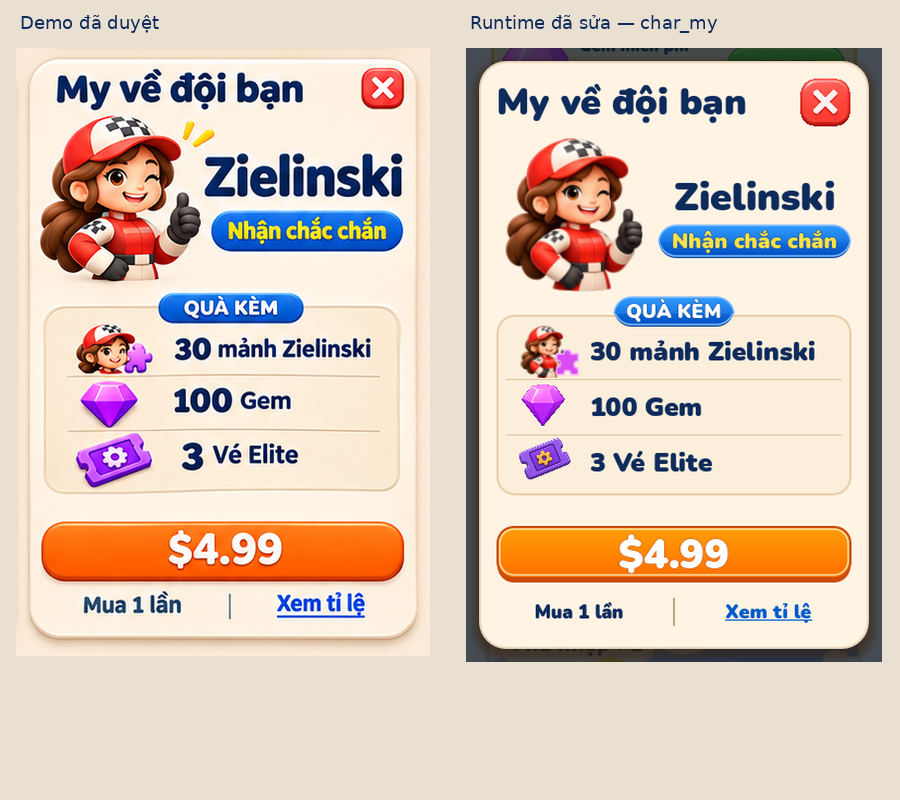 Demo đã duyệt
My về đội bạn
Zielinski
Nhận chắc chắn
QUÀ KÈM
30 mảnh Zielinski
100 Gem
3 Vé Elite
$4.99
Mua 1 lần
Xem tỉ lệ
Runtime đã sửa — char_my
My về đội bạn
Zielinski
Nhận chắc chắn
QUÀ KÈM
30 mảnh Zielinski
100 Gem
3 Vé Elite
$4.99
Mua 1 lần
Xem tỉ lệ